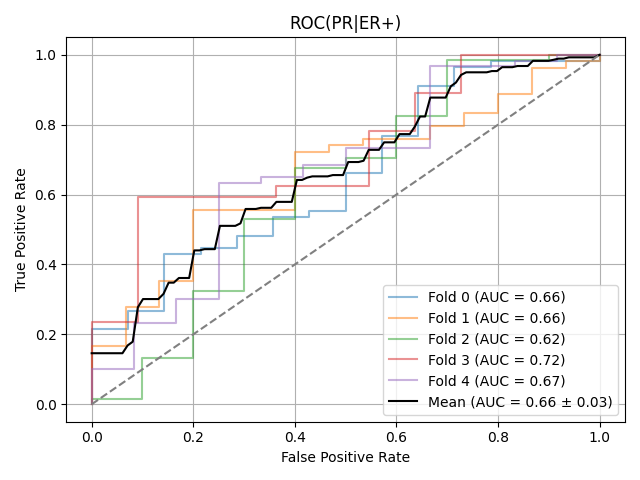 ROC(PR|ER+)
True Positive Rate
1.0
0.8
0.6
0.4
0.2
0.0
Fold 0 (AUC = 0.66)
Fold 1 (AUC = 0.66)
Fold 2 (AUC = 0.62)
Fold 3 (AUC = 0.72)
Fold 4 (AUC = 0.67)
Mean (AUC = 0.66 ± 0.03)
0.0 0.2 0.4 0.6 0.8 1.0
False Positive Rate